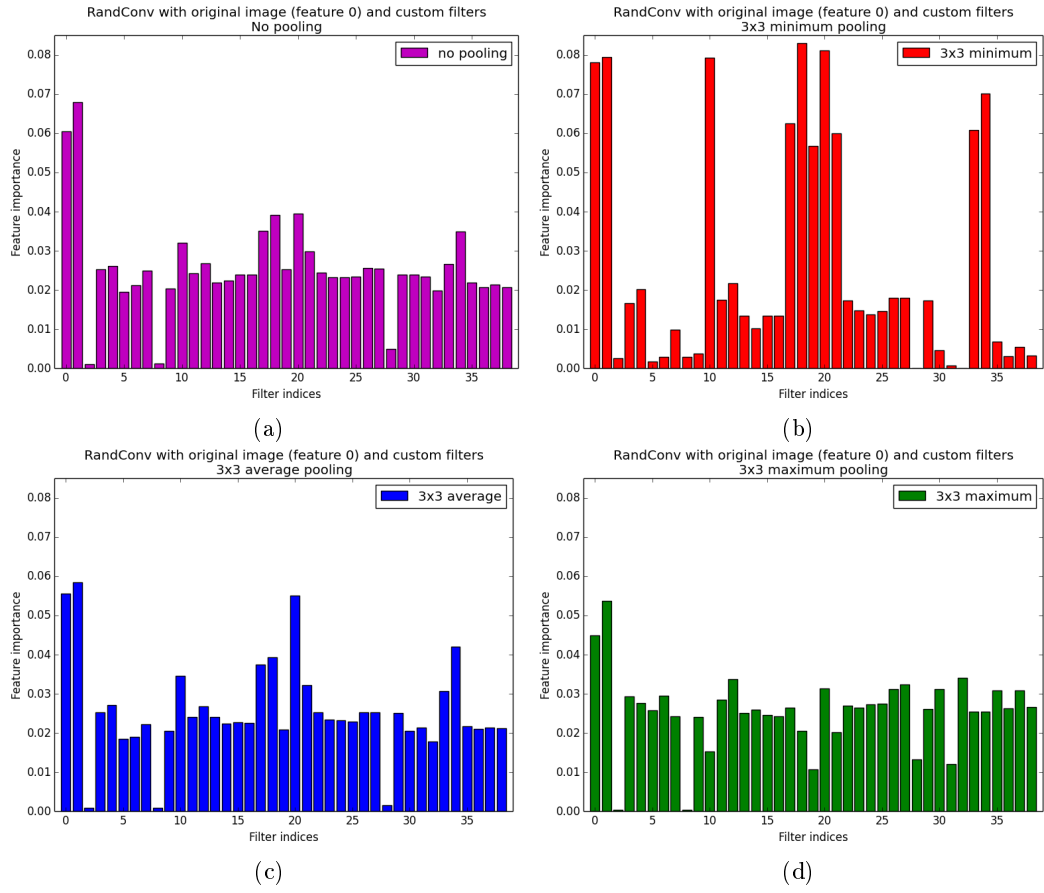 RandConv with original image (feature 0) and custom filters
No pooling
no pooling
Feature importance
0.08
0.07
0.06
0.05
0.04
0.03
0.02
0.01
0.00
0 5 10 15 20 25 30 35
Filter indices
(a)
RandConv with original image (feature 0) and custom filters
3x3 minimum pooling
3x3 minimum
Feature importance
0.08
0.07
0.06
0.05
0.04
0.03
0.02
0.01
0.00
0 5 10 15 20 25 30 35
Filter indices
(b)
RandConv with original image (feature 0) and custom filters
3x3 average pooling
3x3 average
Feature importance
0.08
0.07
0.06
0.05
0.04
0.03
0.02
0.01
0.00
0 5 10 15 20 25 30 35
Filter indices
(c)
RandConv with original image (feature 0) and custom filters
3x3 maximum pooling
3x3 maximum
Feature importance
0.08
0.07
0.06
0.05
0.04
0.03
0.02
0.01
0.00
0 5 10 15 20 25 30 35
Filter indices
(d)